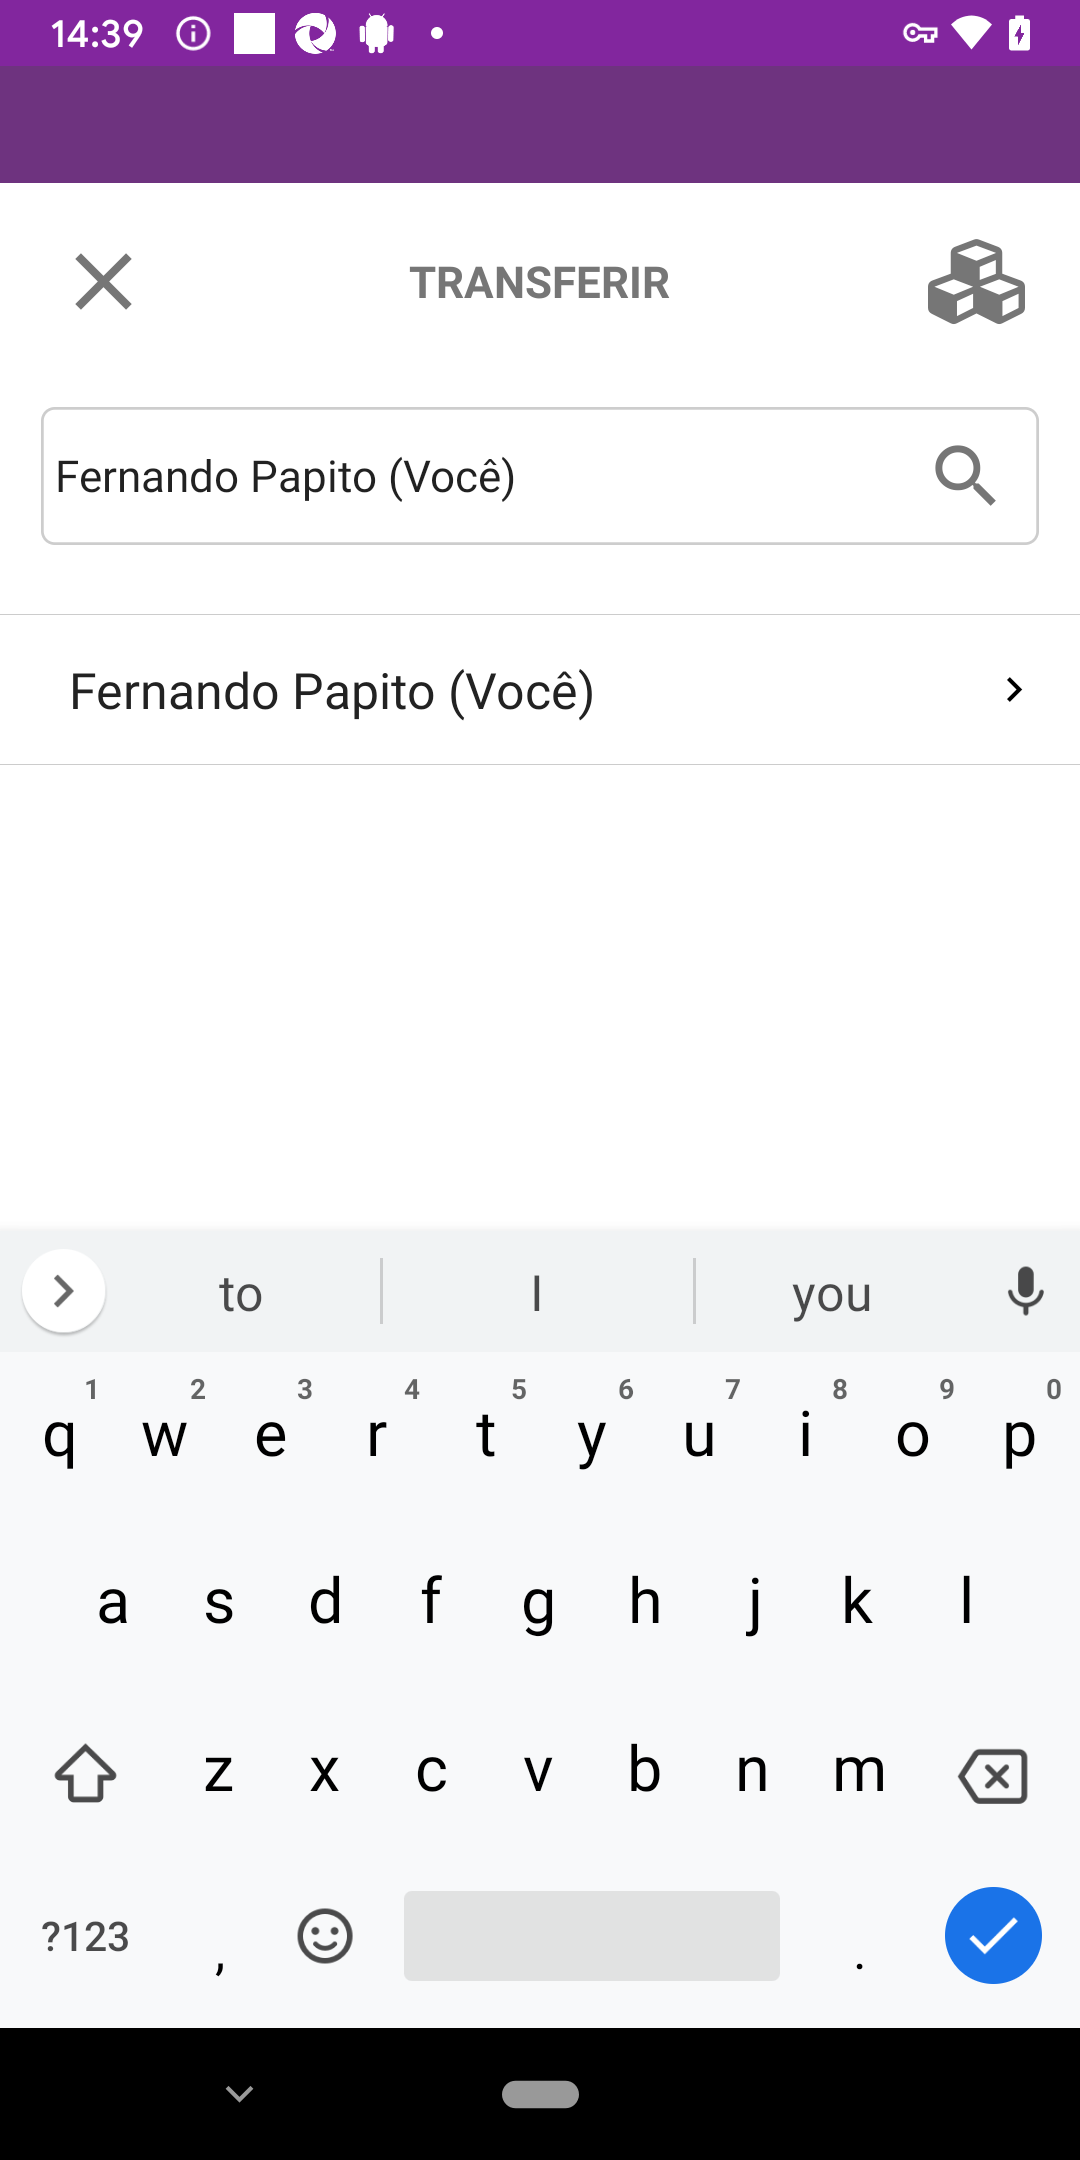 14:39
TRANSFERIR
Fernando Papito (Você)
Fernando Papito (Você)
to I you
1 2 3 4 5 6 7 8 9 0
q w e r t y u i o p
a s d f g h j k l
z x c v b n m
?123 , .